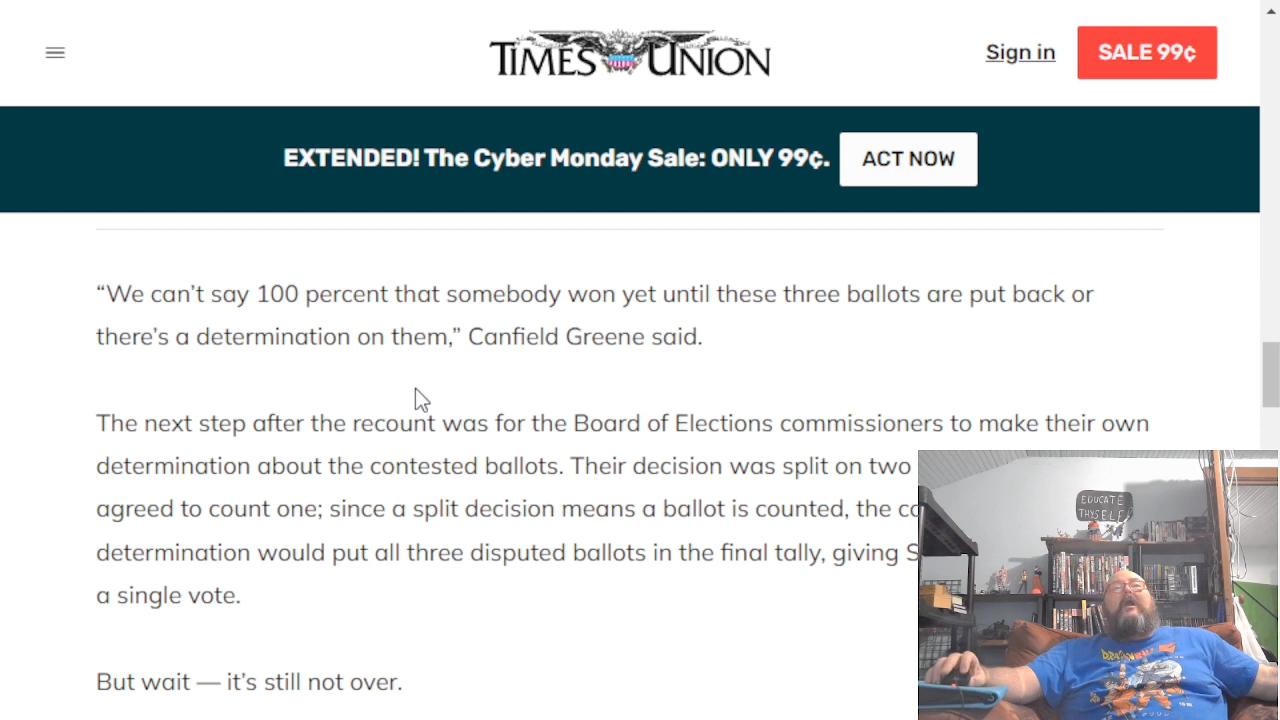 TIMES UNION
Sign in
SALE 99¢
EXTENDED! The Cyber Monday Sale: ONLY 99¢.
ACT NOW
“We can’t say 100 percent that somebody won yet until these three ballots are put back or
there’s a determination on them,” Canfield Greene said.
The next step after the recount was for the Board of Elections commissioners to make their own
determination about the contested ballots. Their decision was split on two
agreed to count one; since a split decision means a ballot is counted, the
determination would put all three disputed ballots in the final tally, giving
a single vote.
But wait — it’s still not over.
EDUCATE
THYSELF